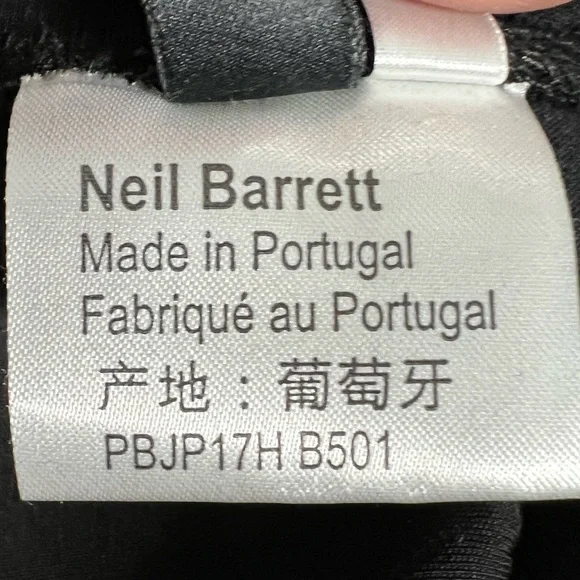 Neil Barrett
Made in Portugal
Fabriqué au Portugal
产地：葡萄牙
PBJP17H B501